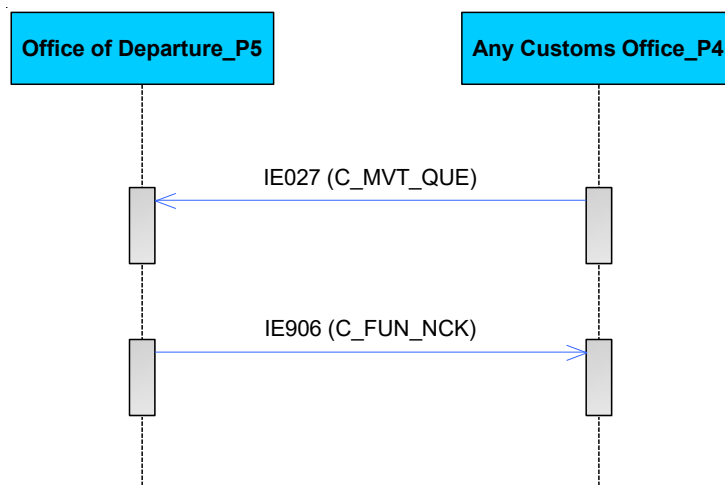 Office of Departure_P5
Any Customs Office_P4
IE027 (C_MVT_QUE)
IE906 (C_FUN_NCK)